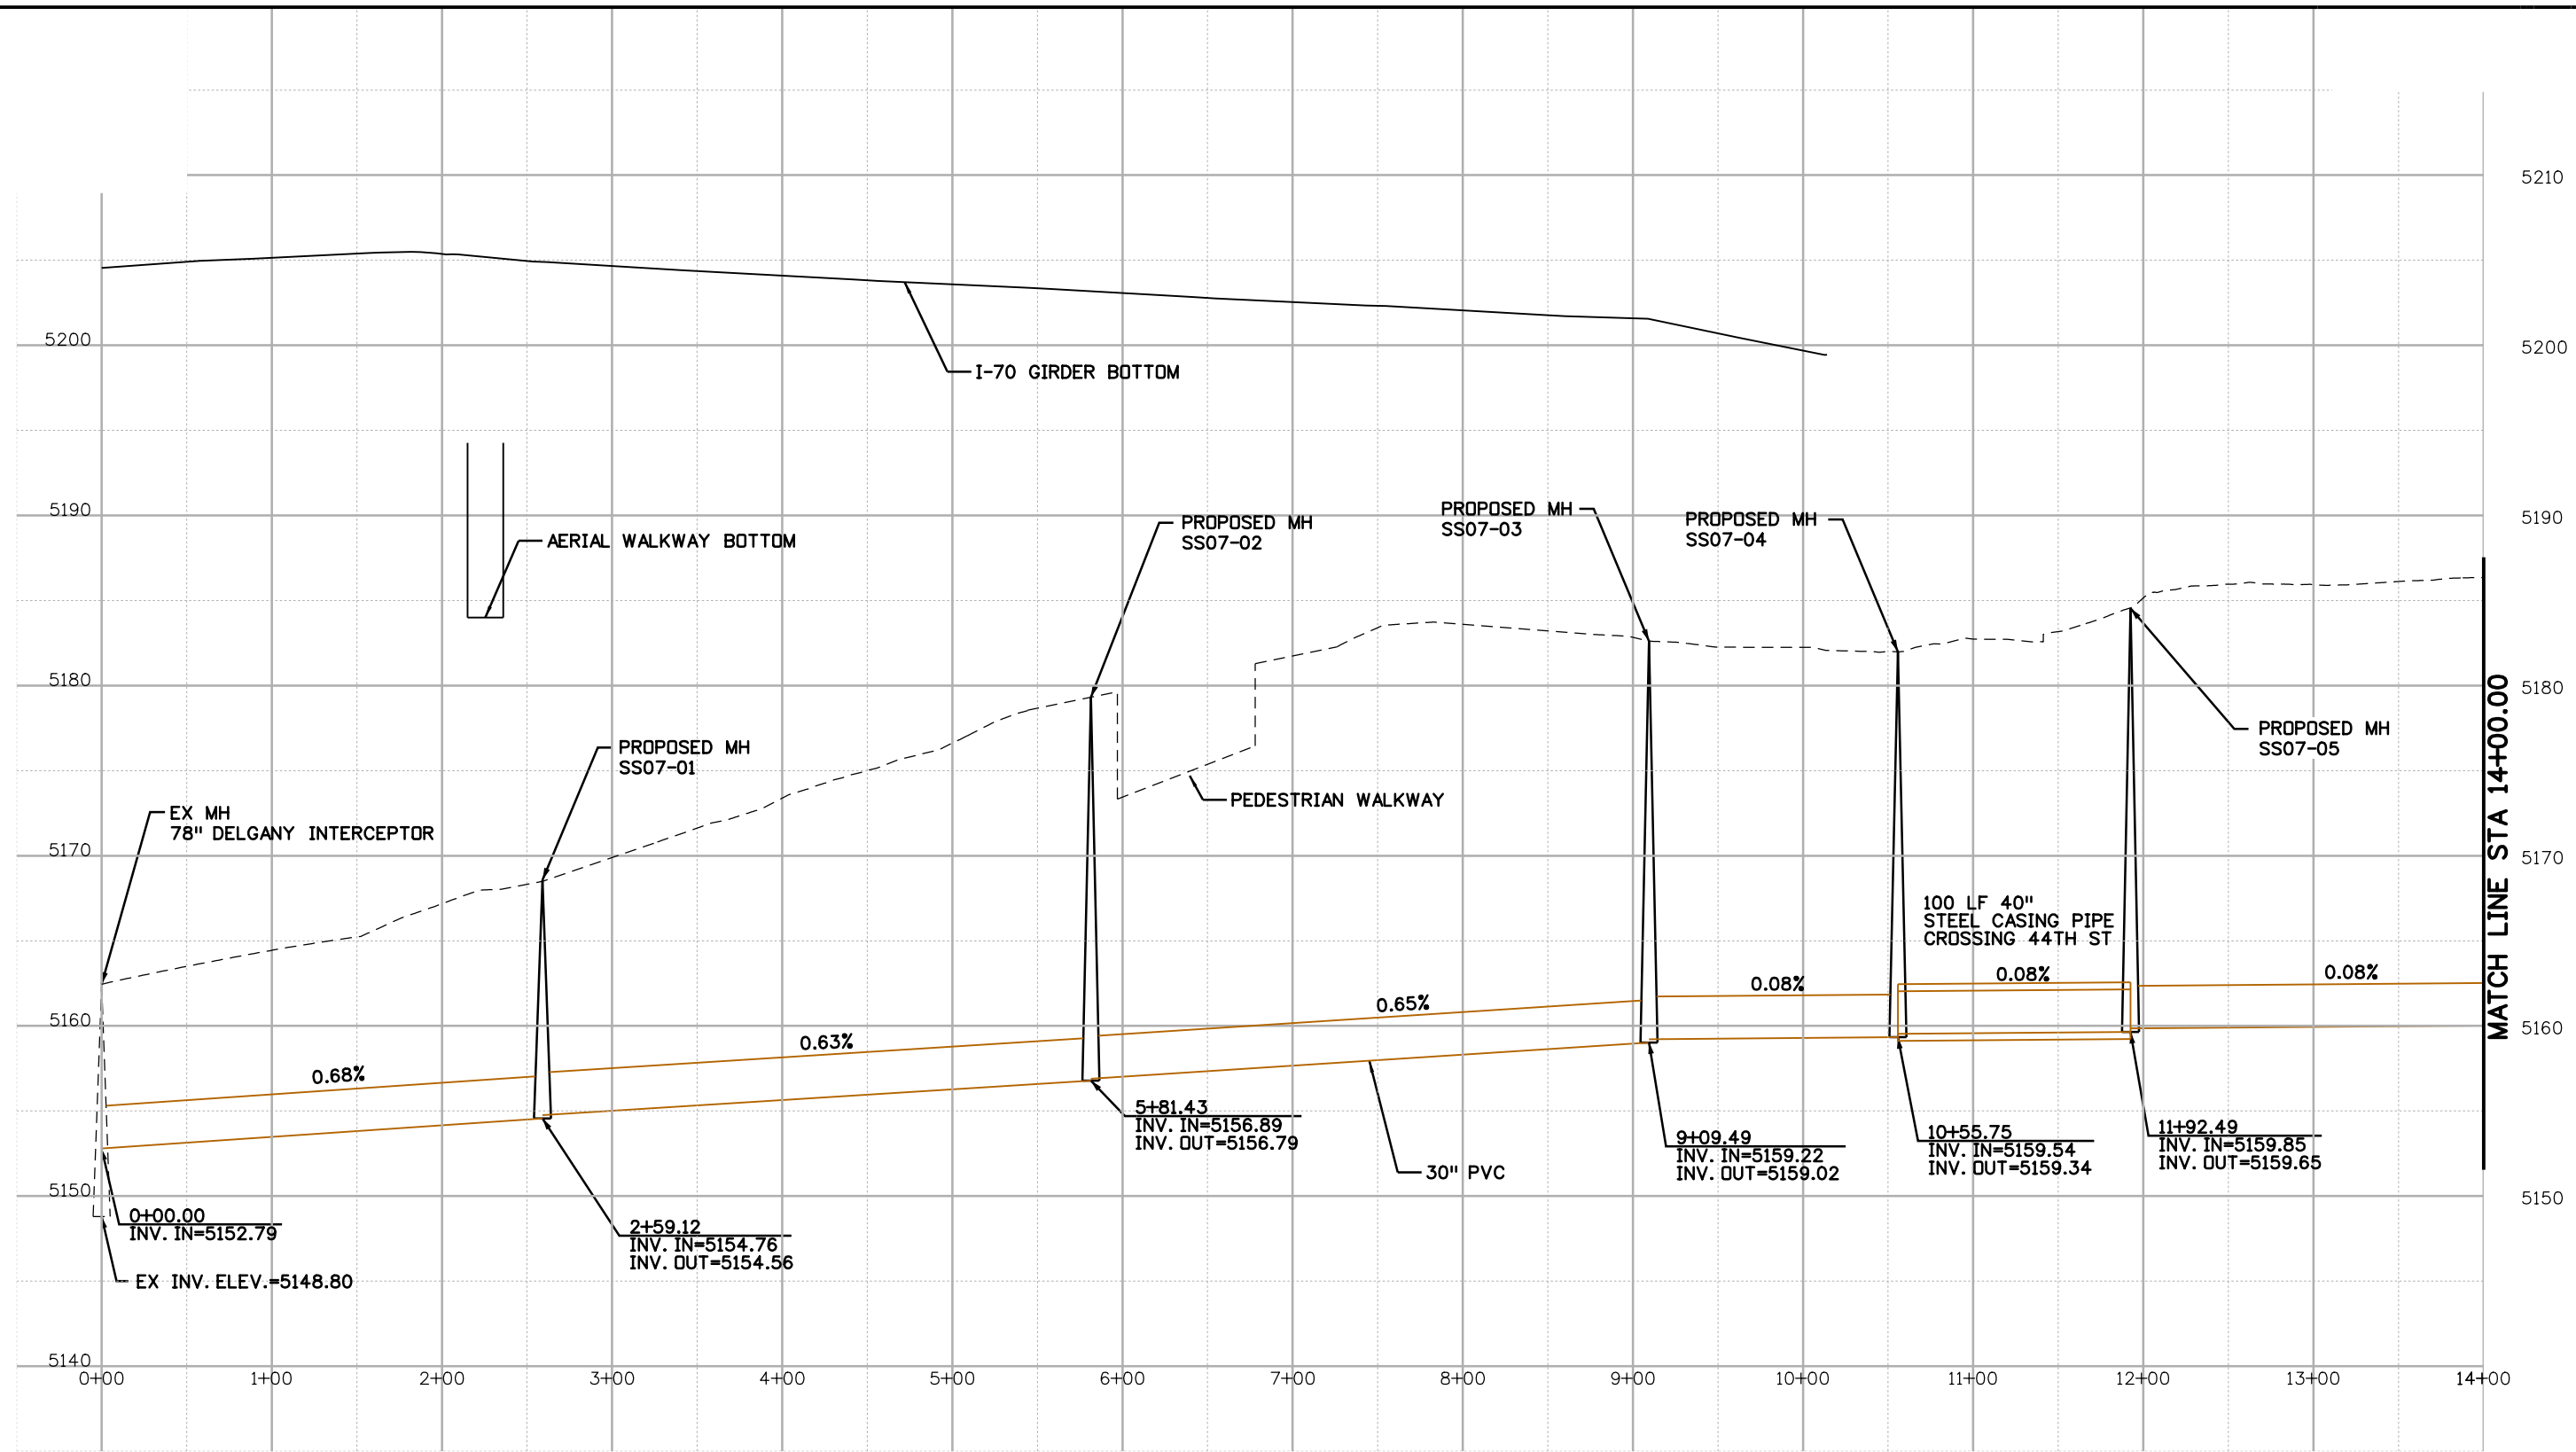 5210
5200
5200
I-70 GIRDER BOTTOM
5190
5190
AERIAL WALKWAY BOTTOM
PROPOSED MH
SS07-02
PROPOSED MH
SS07-03
PROPOSED MH
SS07-04
5180
5180
PROPOSED MH
SS07-05
PROPOSED MH
SS07-01
PEDESTRIAN WALKWAY
EX MH
78" DELGANY INTERCEPTOR
5170
5170
100 LF 40"
STEEL CASING PIPE
CROSSING 44TH ST
MATCH LINE STA 14+00.00
0.68%
0.63%
0.65%
0.08%
0.08%
0.08%
5160
5160
5+81.43
INV. IN=5156.89
INV. OUT=5156.79
30" PVC
9+09.49
INV. IN=5159.22
INV. OUT=5159.02
10+55.75
INV. IN=5159.54
INV. OUT=5159.34
11+92.49
INV. IN=5159.85
INV. OUT=5159.65
5150
5150
0+00.00
INV. IN=5152.79
2+59.12
INV. IN=5154.76
INV. OUT=5154.56
EX INV. ELEV.=5148.80
5140
0+00
1+00
2+00
3+00
4+00
5+00
6+00
7+00
8+00
9+00
10+00
11+00
12+00
13+00
14+00